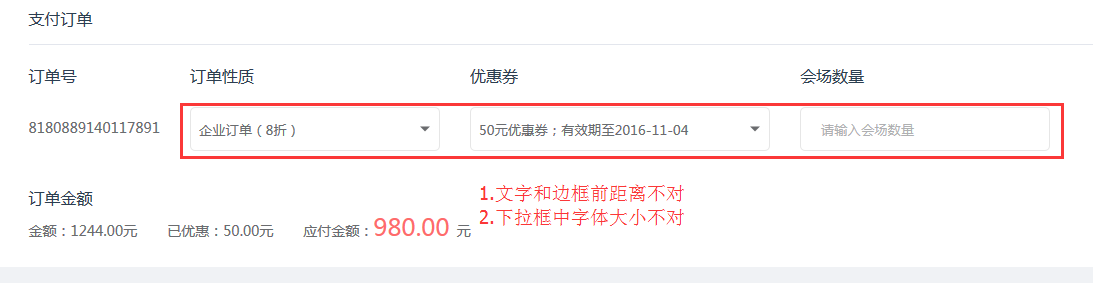 支付订单
订单号 订单性质 优惠券 会场数量
8180889140117891 企业订单（8折） 50元优惠券；有效期至2016-11-04 请输入会场数量
订单金额
1.文字和边框前距离不对
2.下拉框中字体大小不对
金额：1244.00元 已优惠：50.00元 应付金额：980.00 元